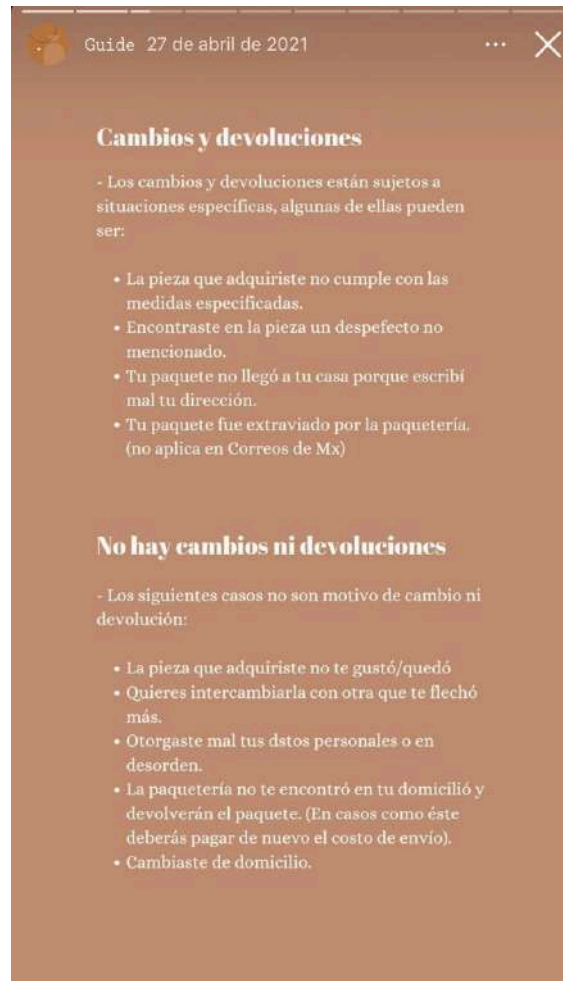 Guide 27 de abril de 2021
Cambios y devoluciones
- Los cambios y devoluciones están sujetos a
situaciones específicas, algunas de ellas pueden
ser:
• La pieza que adquiriste no cumple con las
medidas especificadas.
• Encontraste en la pieza un despefecto no
mencionado.
• Tu paquete no llegó a tu casa porque escribí
mal tu dirección.
• Tu paquete fue extraviado por la paquetería.
(no aplica en Correos de Mx)
No hay cambios ni devoluciones
- Los siguientes casos no son motivo de cambio ni
devolución:
• La pieza que adquiriste no te gustó/quedó
• Quieres intercambiarla con otra que te flechó
más.
• Otorgaste mal tus dstos personales o en
desorden.
• La paquetería no te encontró en tu domicilió y
devolverán el paquete. (En casos como éste
deberás pagar de nuevo el costo de envío).
• Cambiaste de domicilio.